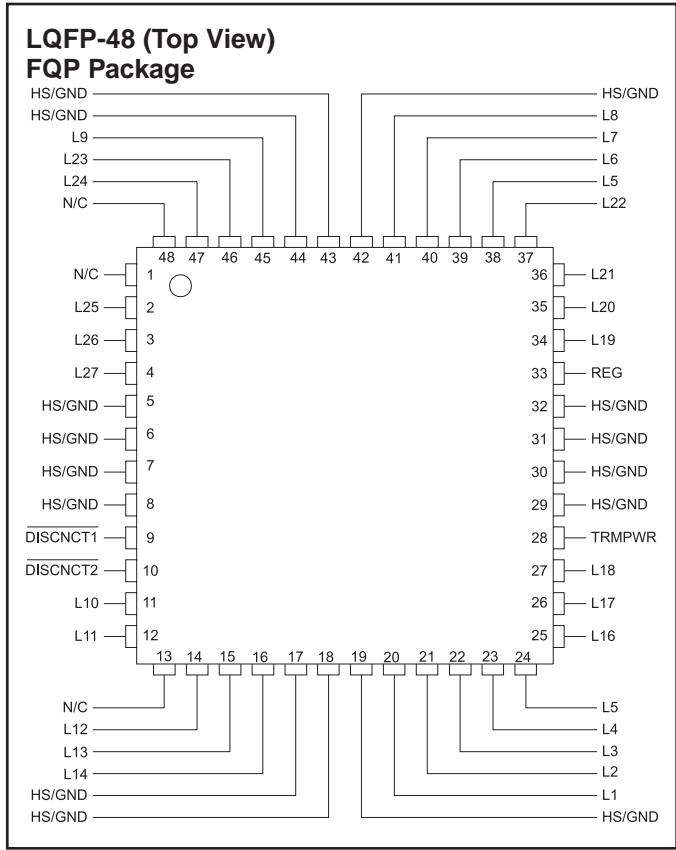 LQFP-48 (Top View)
FQP Package
HS/GND
HS/GND
L9
L23
L24
N/C
HS/GND
L8
L7
L6
L5
L22
48 47 46 45 44 43 42 41 40 39 38 37
N/C 1
L25 2
L26 3
L27 4
HS/GND 5
HS/GND 6
HS/GND 7
HS/GND 8
DISCNCT1 9
DISCNCT2 10
L10 11
L11 12
36 L21
35 L20
34 L19
33 REG
32 HS/GND
31 HS/GND
30 HS/GND
29 HS/GND
28 TRMPWR
27 L18
26 L17
25 L16
13 14 15 16 17 18 19 20 21 22 23 24
N/C
L12
L13
L14
HS/GND
HS/GND
L5
L4
L3
L2
L1
HS/GND